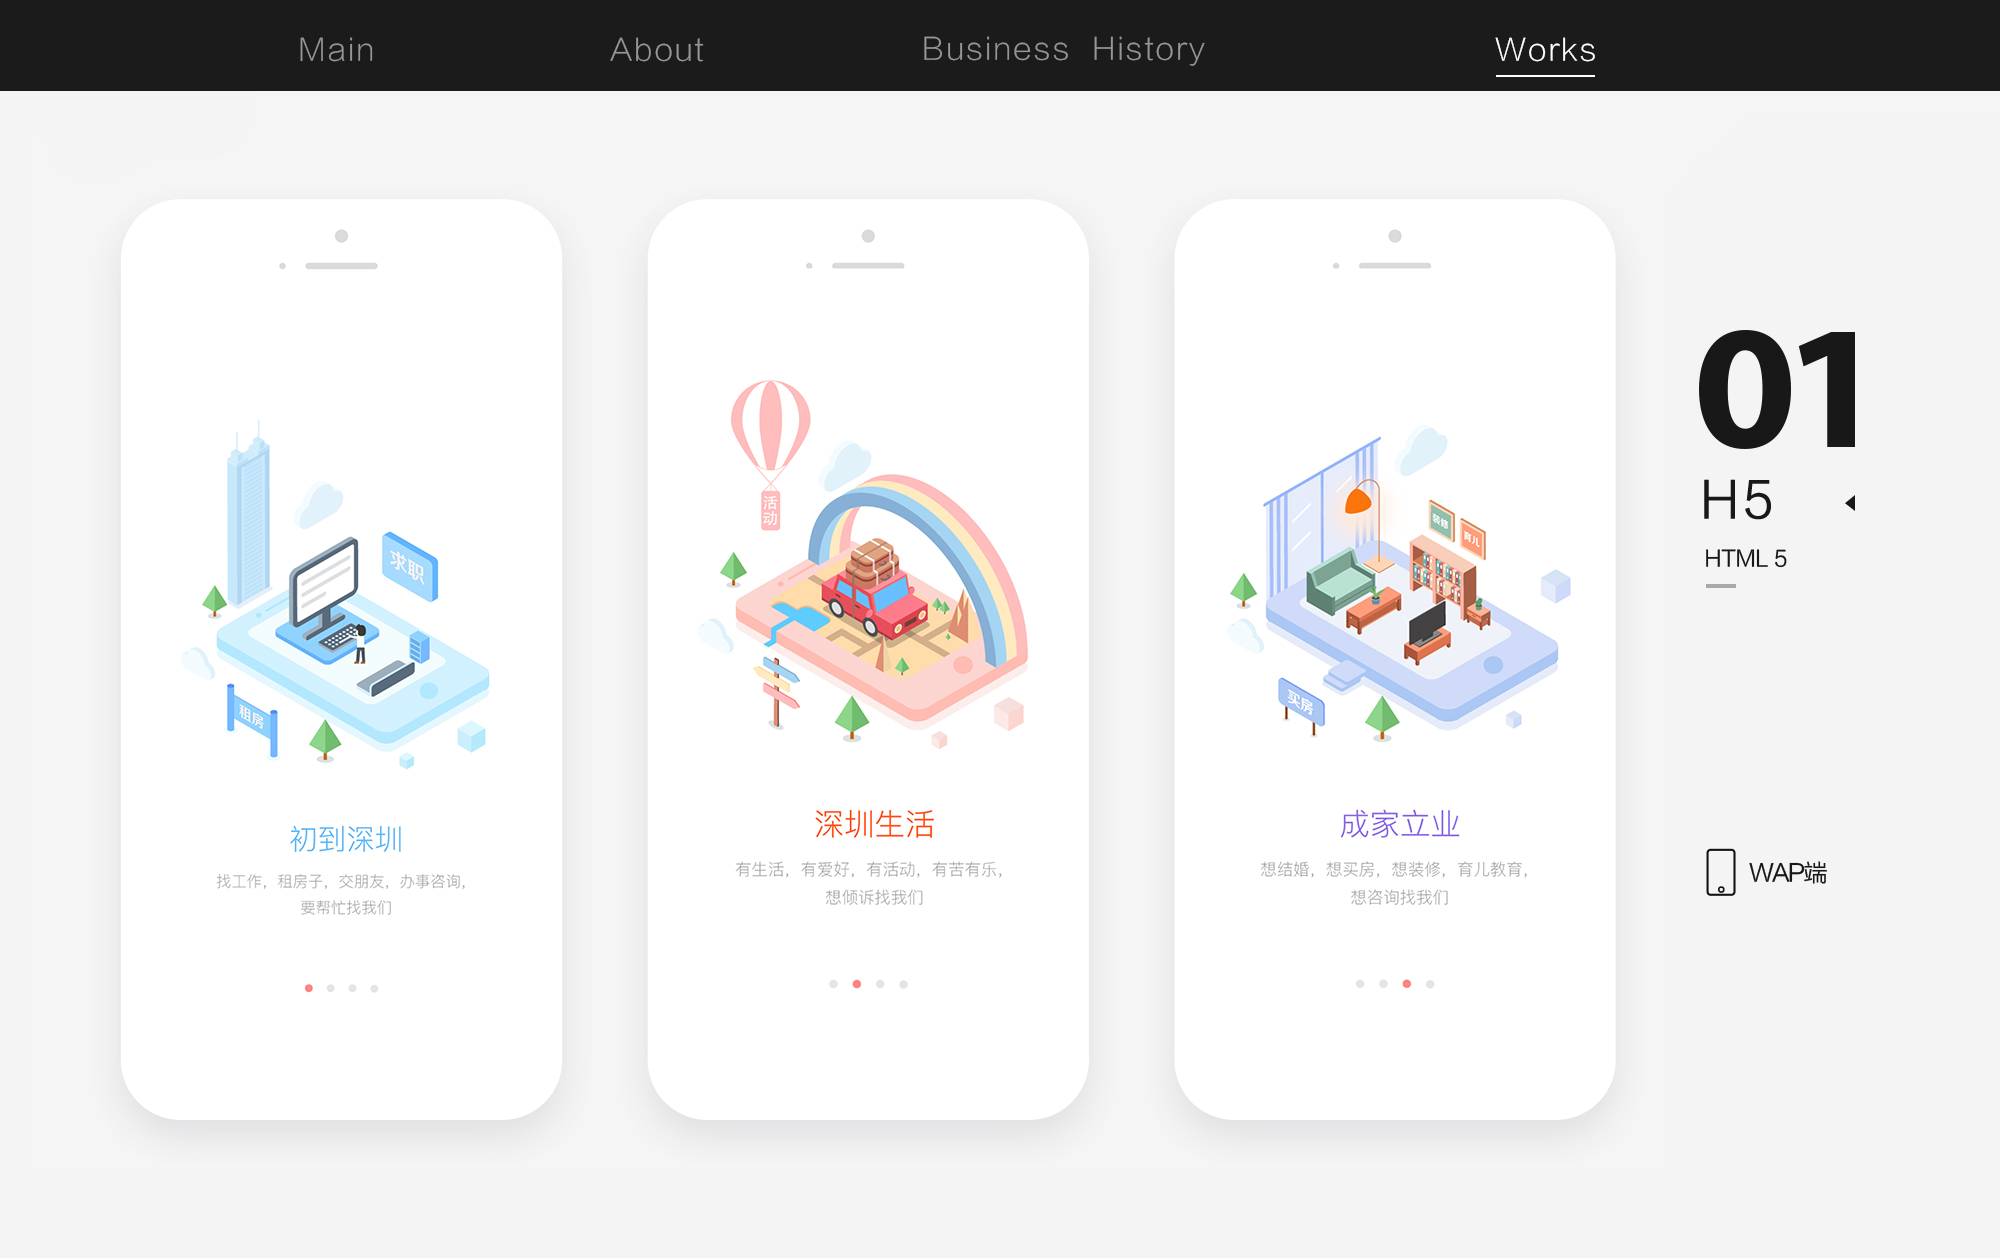 Main
About
Business History
Works
求职
租房
初到深圳
找工作，租房子，交朋友，办事咨询，
要帮忙找我们
活动
深圳生活
有生活，有爱好，有活动，有苦有乐，
想倾诉找我们
装修
育儿
买房
成家立业
想结婚，想买房，想装修，育儿教育，
想咨询找我们
01
H5
HTML 5
WAP端